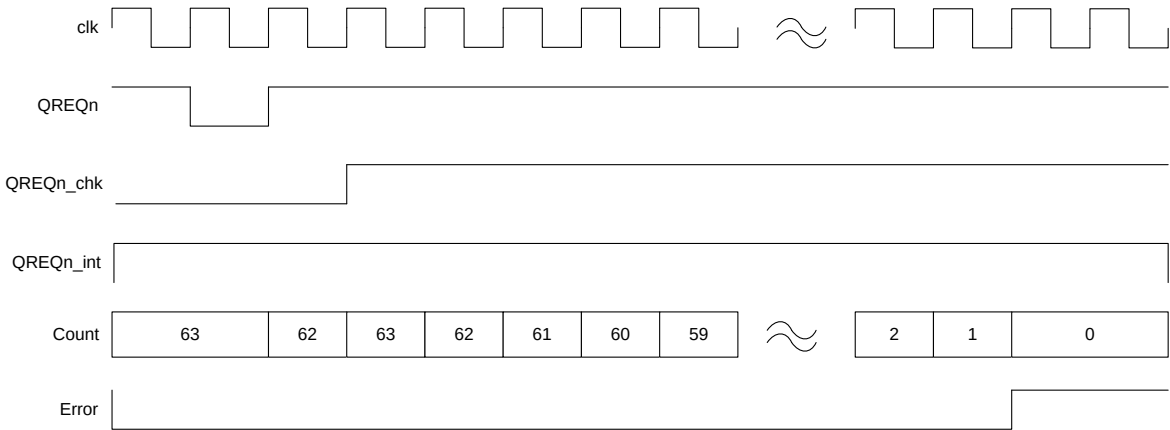 clk
QREQn
QREQn_chk
QREQn_int
Count 63 62 63 62 61 60 59 2 1 0
Error